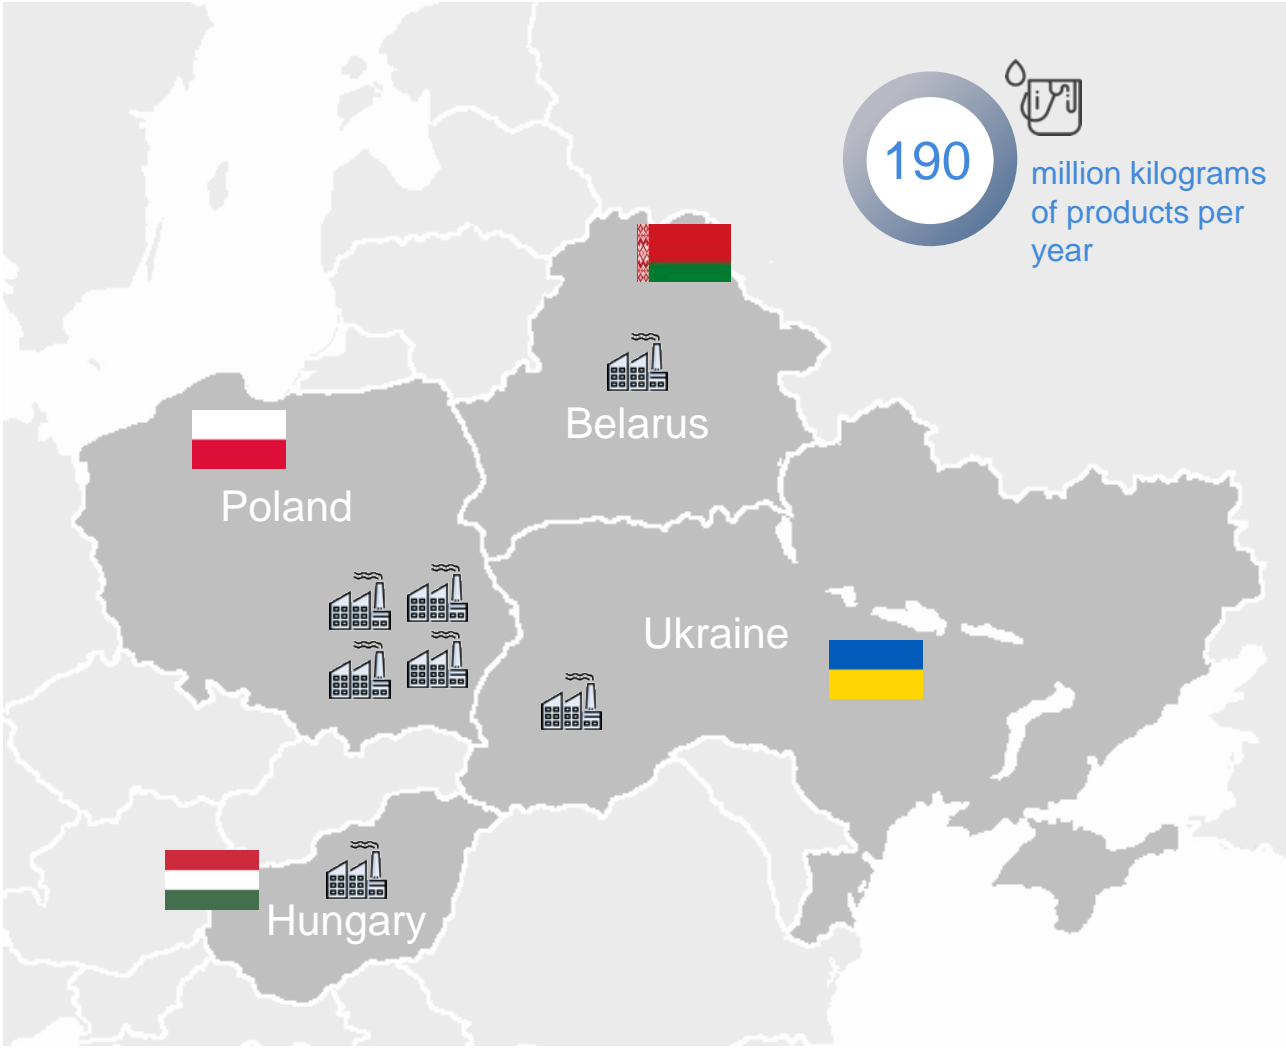 190
million kilograms
of products per
year
Belarus
Poland
Ukraine
Hungary